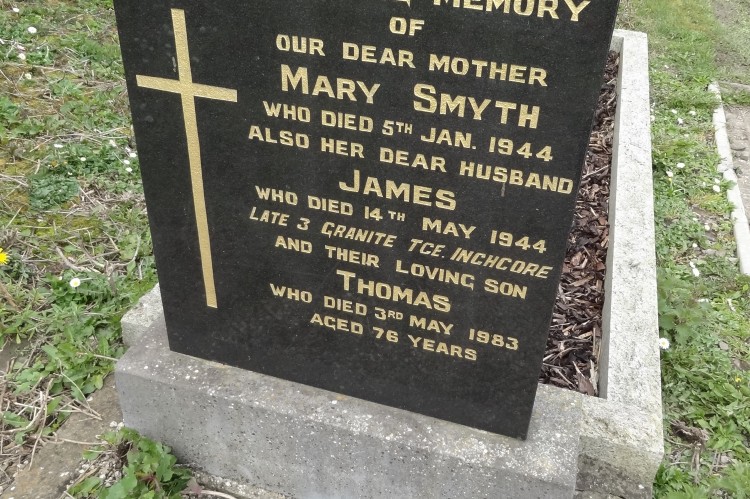 MEMORY
OF
OUR DEAR MOTHER
MARY SMYTH
WHO DIED 5TH JAN. 1944
ALSO HER DEAR HUSBAND
JAMES
WHO DIED 14TH MAY 1944
LATE 3 GRANITE TCE. INCHCORE
AND THEIR LOVING SON
THOMAS
WHO DIED 3RD MAY 1983
AGED 76 YEARS